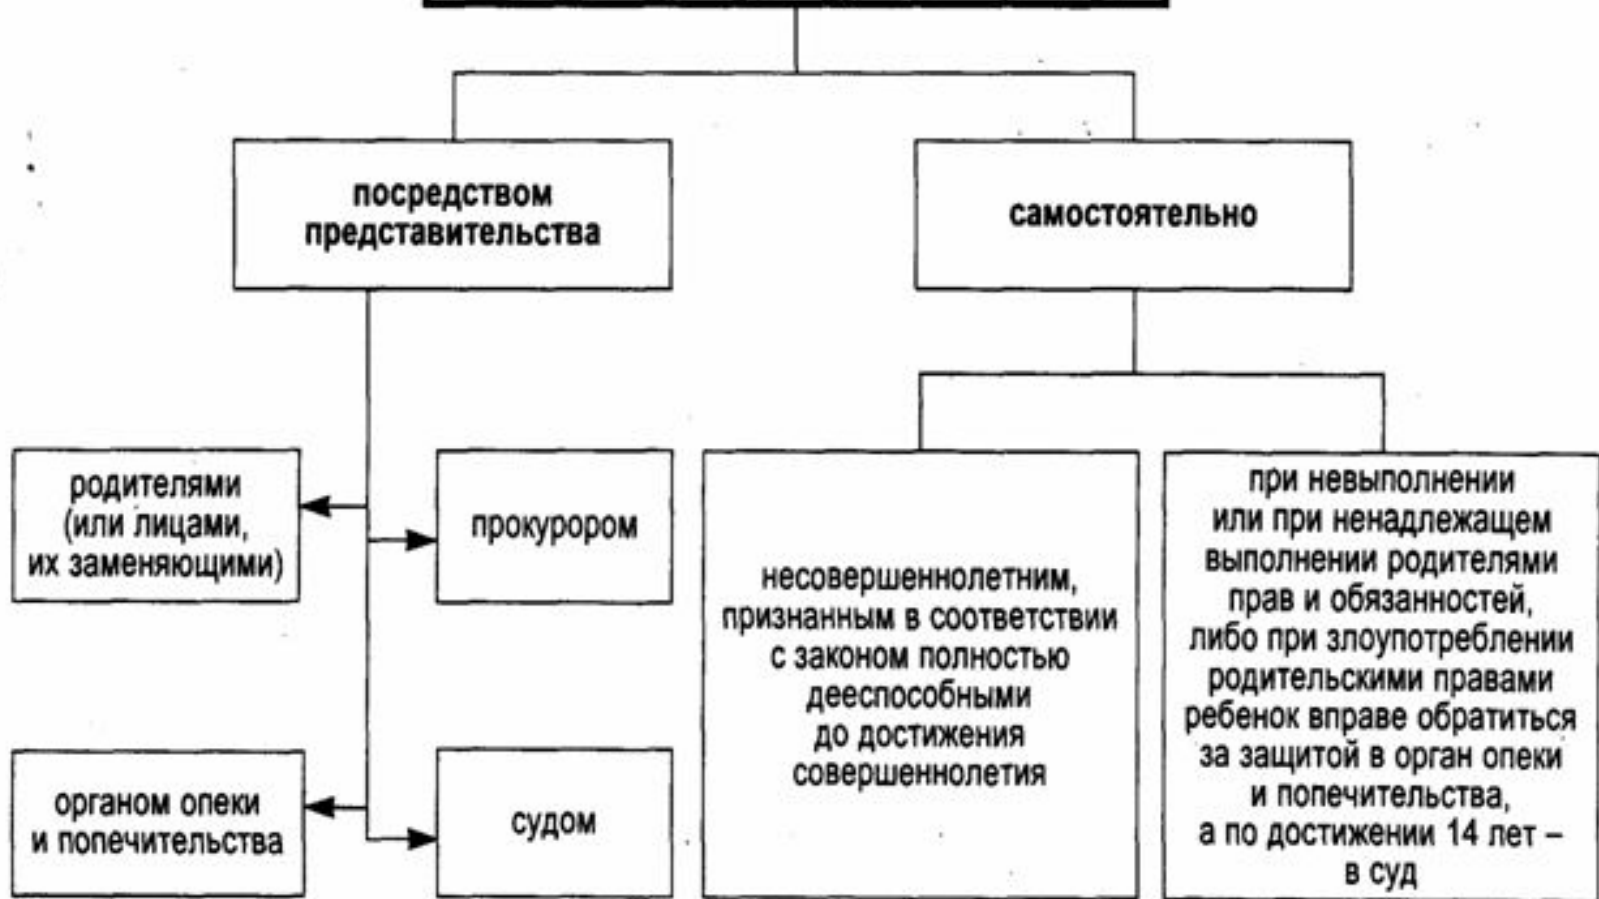 посредством
представительства
самостоятельно
родителями
(или лицами,
их заменяющими)
прокурором
органом опеки
и попечительства
судом
несовершеннолетним,
признанным в соответствии
с законом полностью
дееспособными
до достижения
совершеннолетия
при невыполнении
или при ненадлежащем
выполнении родителями
прав и обязанностей,
либо при злоупотреблении
родительскими правами
ребенок вправе обратиться
за защитой в орган опеки
и попечительства,
а по достижении 14 лет –
в суд